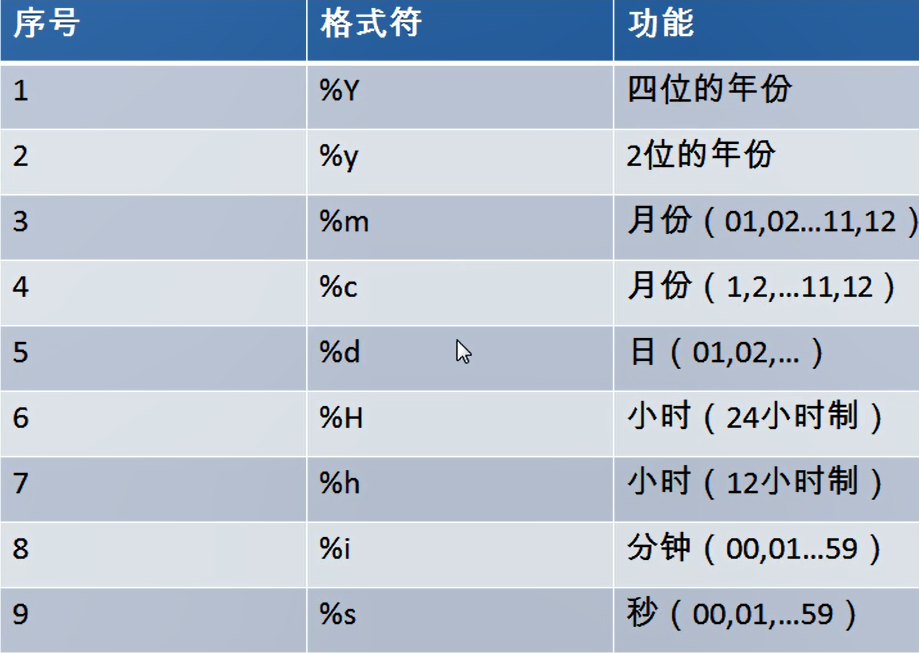 序号 格式符 功能
1 %Y 四位的年份
2 %y 2位的年份
3 %m 月份（01,02…11,12）
4 %c 月份（1,2,…11,12）
5 %d 日（01,02,…）
6 %H 小时（24小时制）
7 %h 小时（12小时制）
8 %i 分钟（00,01…59）
9 %s 秒（00,01,…59）